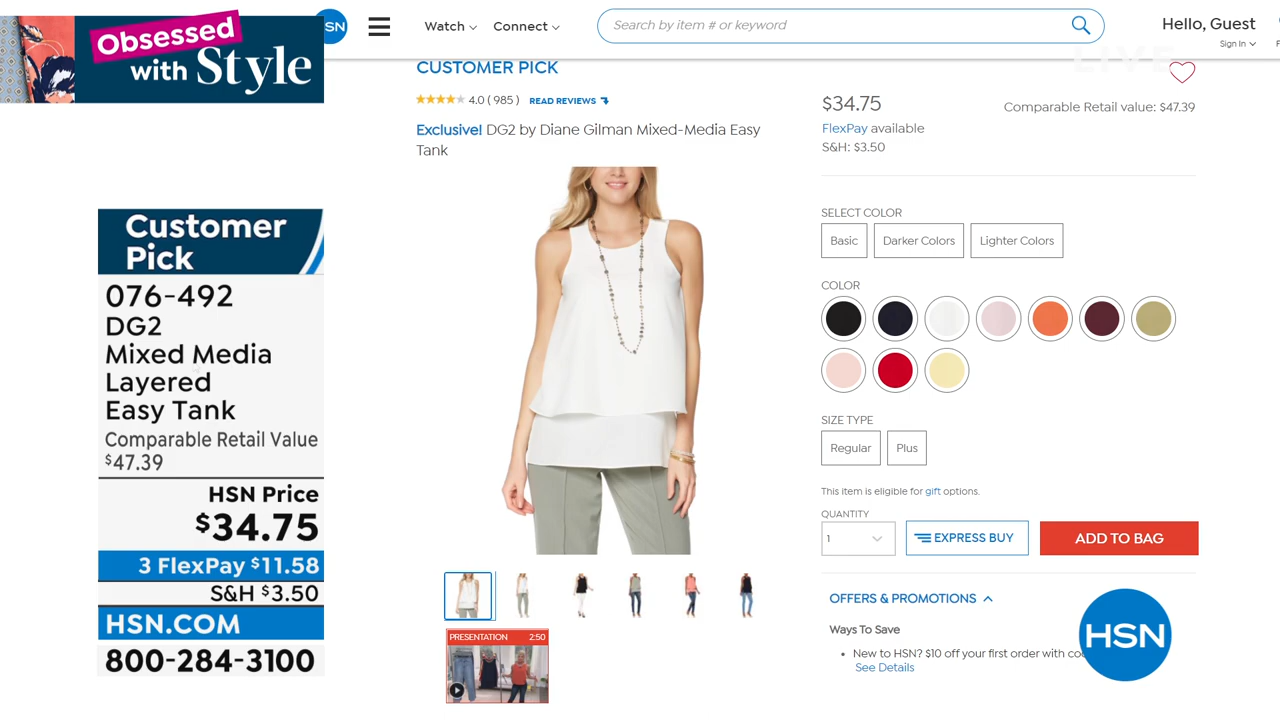 Obsessed
with Style
SN
Watch
Connect
Search by item # or keyword
Hello, Guest
Sign In
F
LIVE
CUSTOMER PICK
4.0 ( 985 )
READ REVIEWS
Exclusive! DG2 by Diane Gilman Mixed-Media Easy
Tank
$34.75
Comparable Retail value: $47.39
FlexPay available
S&H: $3.50
Customer
Pick
076-492
DG2
Mixed Media
Layered
Easy Tank
Comparable Retail Value
$47.39
HSN Price
$34.75
3 FlexPay $11.58
S&H $3.50
HSN.COM
800-284-3100
SELECT COLOR
Basic
Darker Colors
Lighter Colors
COLOR
SIZE TYPE
Regular
Plus
This item is eligible for gift options.
QUANTITY
1
EXPRESS BUY
ADD TO BAG
OFFERS & PROMOTIONS
Ways To Save
New to HSN? $10 off your first order with
See Details
HSN
PRESENTATION 2:50